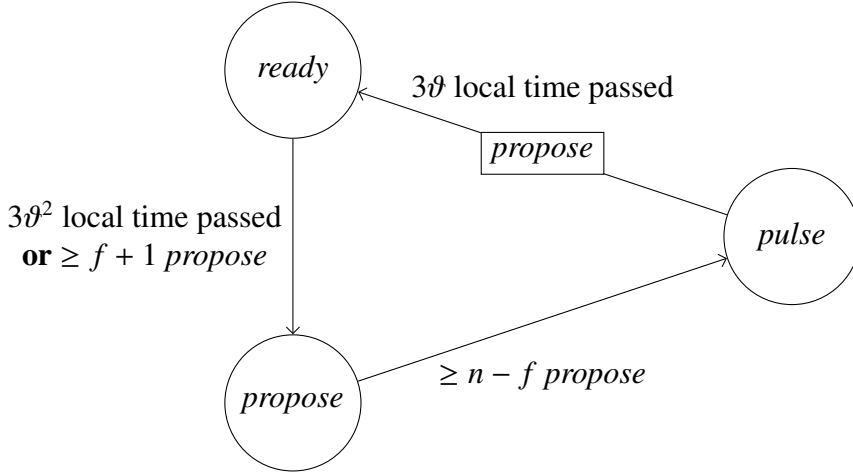 ready
3ϑ local time passed
propose
3ϑ² local time passed
or ≥ f + 1 propose
pulse
≥ n − f propose
propose